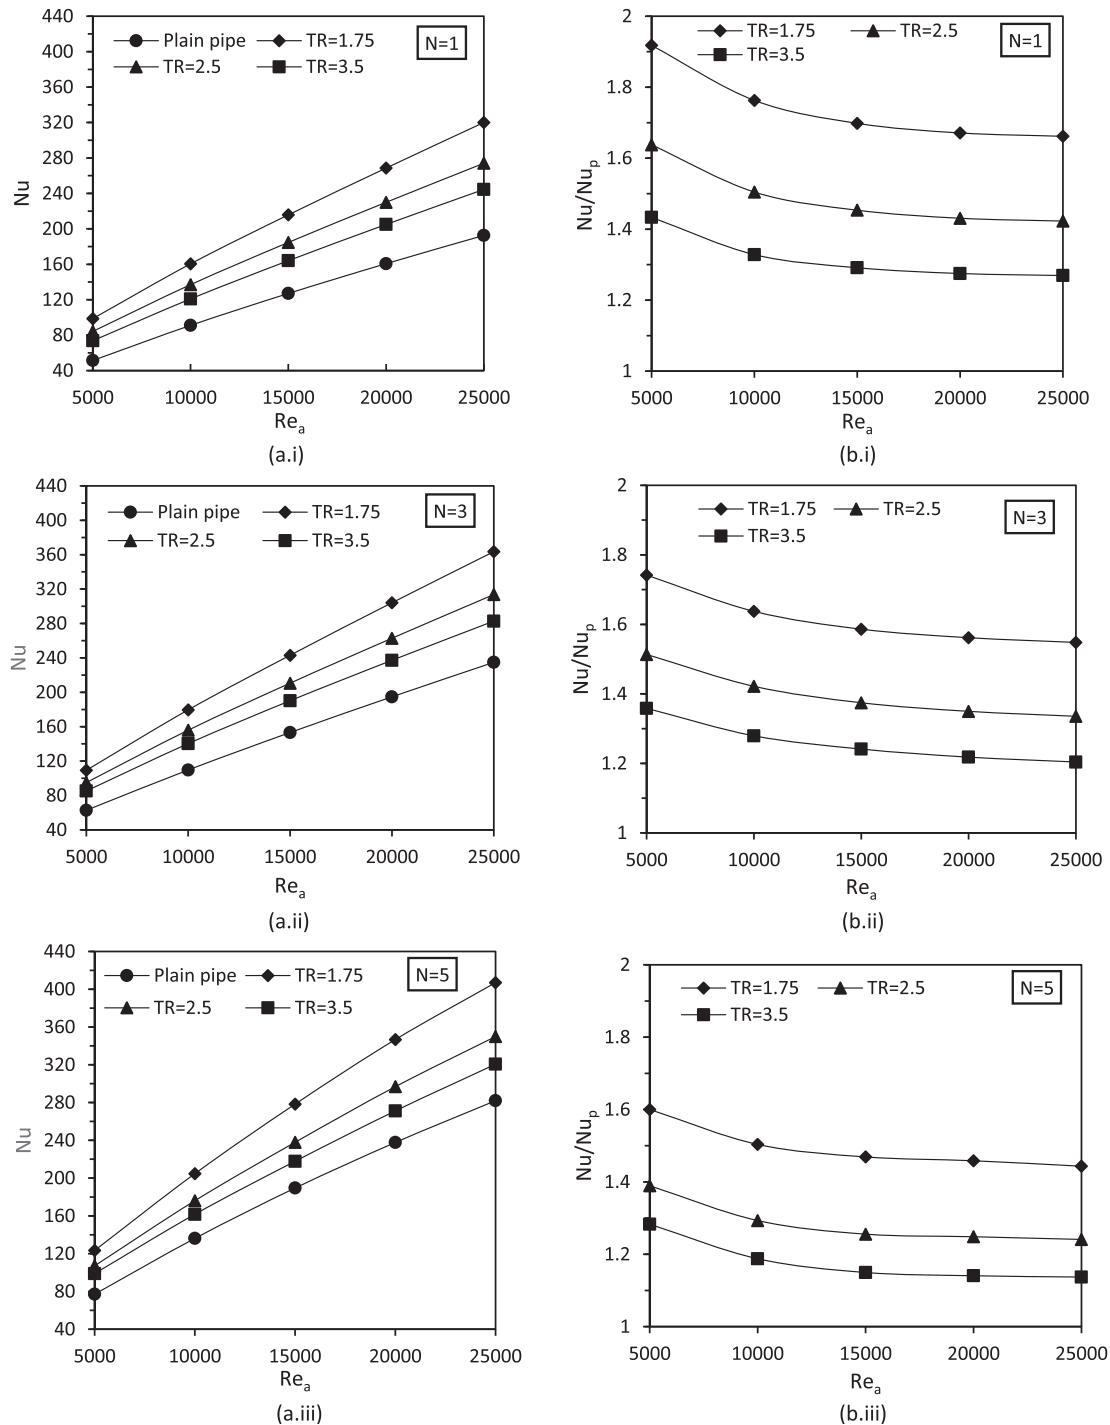 440
400
360
320
280
240
200
160
120
80
40
Nu
Plain pipe
TR=1.75
TR=2.5
TR=3.5
N=1
5000
10000
15000
20000
25000
Reₐ
(a.i)
2
1.8
1.6
1.4
1.2
1
Nu/Nuₚ
TR=1.75
TR=2.5
TR=3.5
N=1
5000
10000
15000
20000
25000
Reₐ
(b.i)
440
400
360
320
280
240
200
160
120
80
40
Nu
Plain pipe
TR=1.75
TR=2.5
TR=3.5
N=3
5000
10000
15000
20000
25000
Reₐ
(a.ii)
2
1.8
1.6
1.4
1.2
1
Nu/Nuₚ
TR=1.75
TR=2.5
TR=3.5
N=3
5000
10000
15000
20000
25000
Reₐ
(b.ii)
440
400
360
320
280
240
200
160
120
80
40
Nu
Plain pipe
TR=1.75
TR=2.5
TR=3.5
N=5
5000
10000
15000
20000
25000
Reₐ
(a.iii)
2
1.8
1.6
1.4
1.2
1
Nu/Nuₚ
TR=1.75
TR=2.5
TR=3.5
N=5
5000
10000
15000
20000
25000
Reₐ
(b.iii)